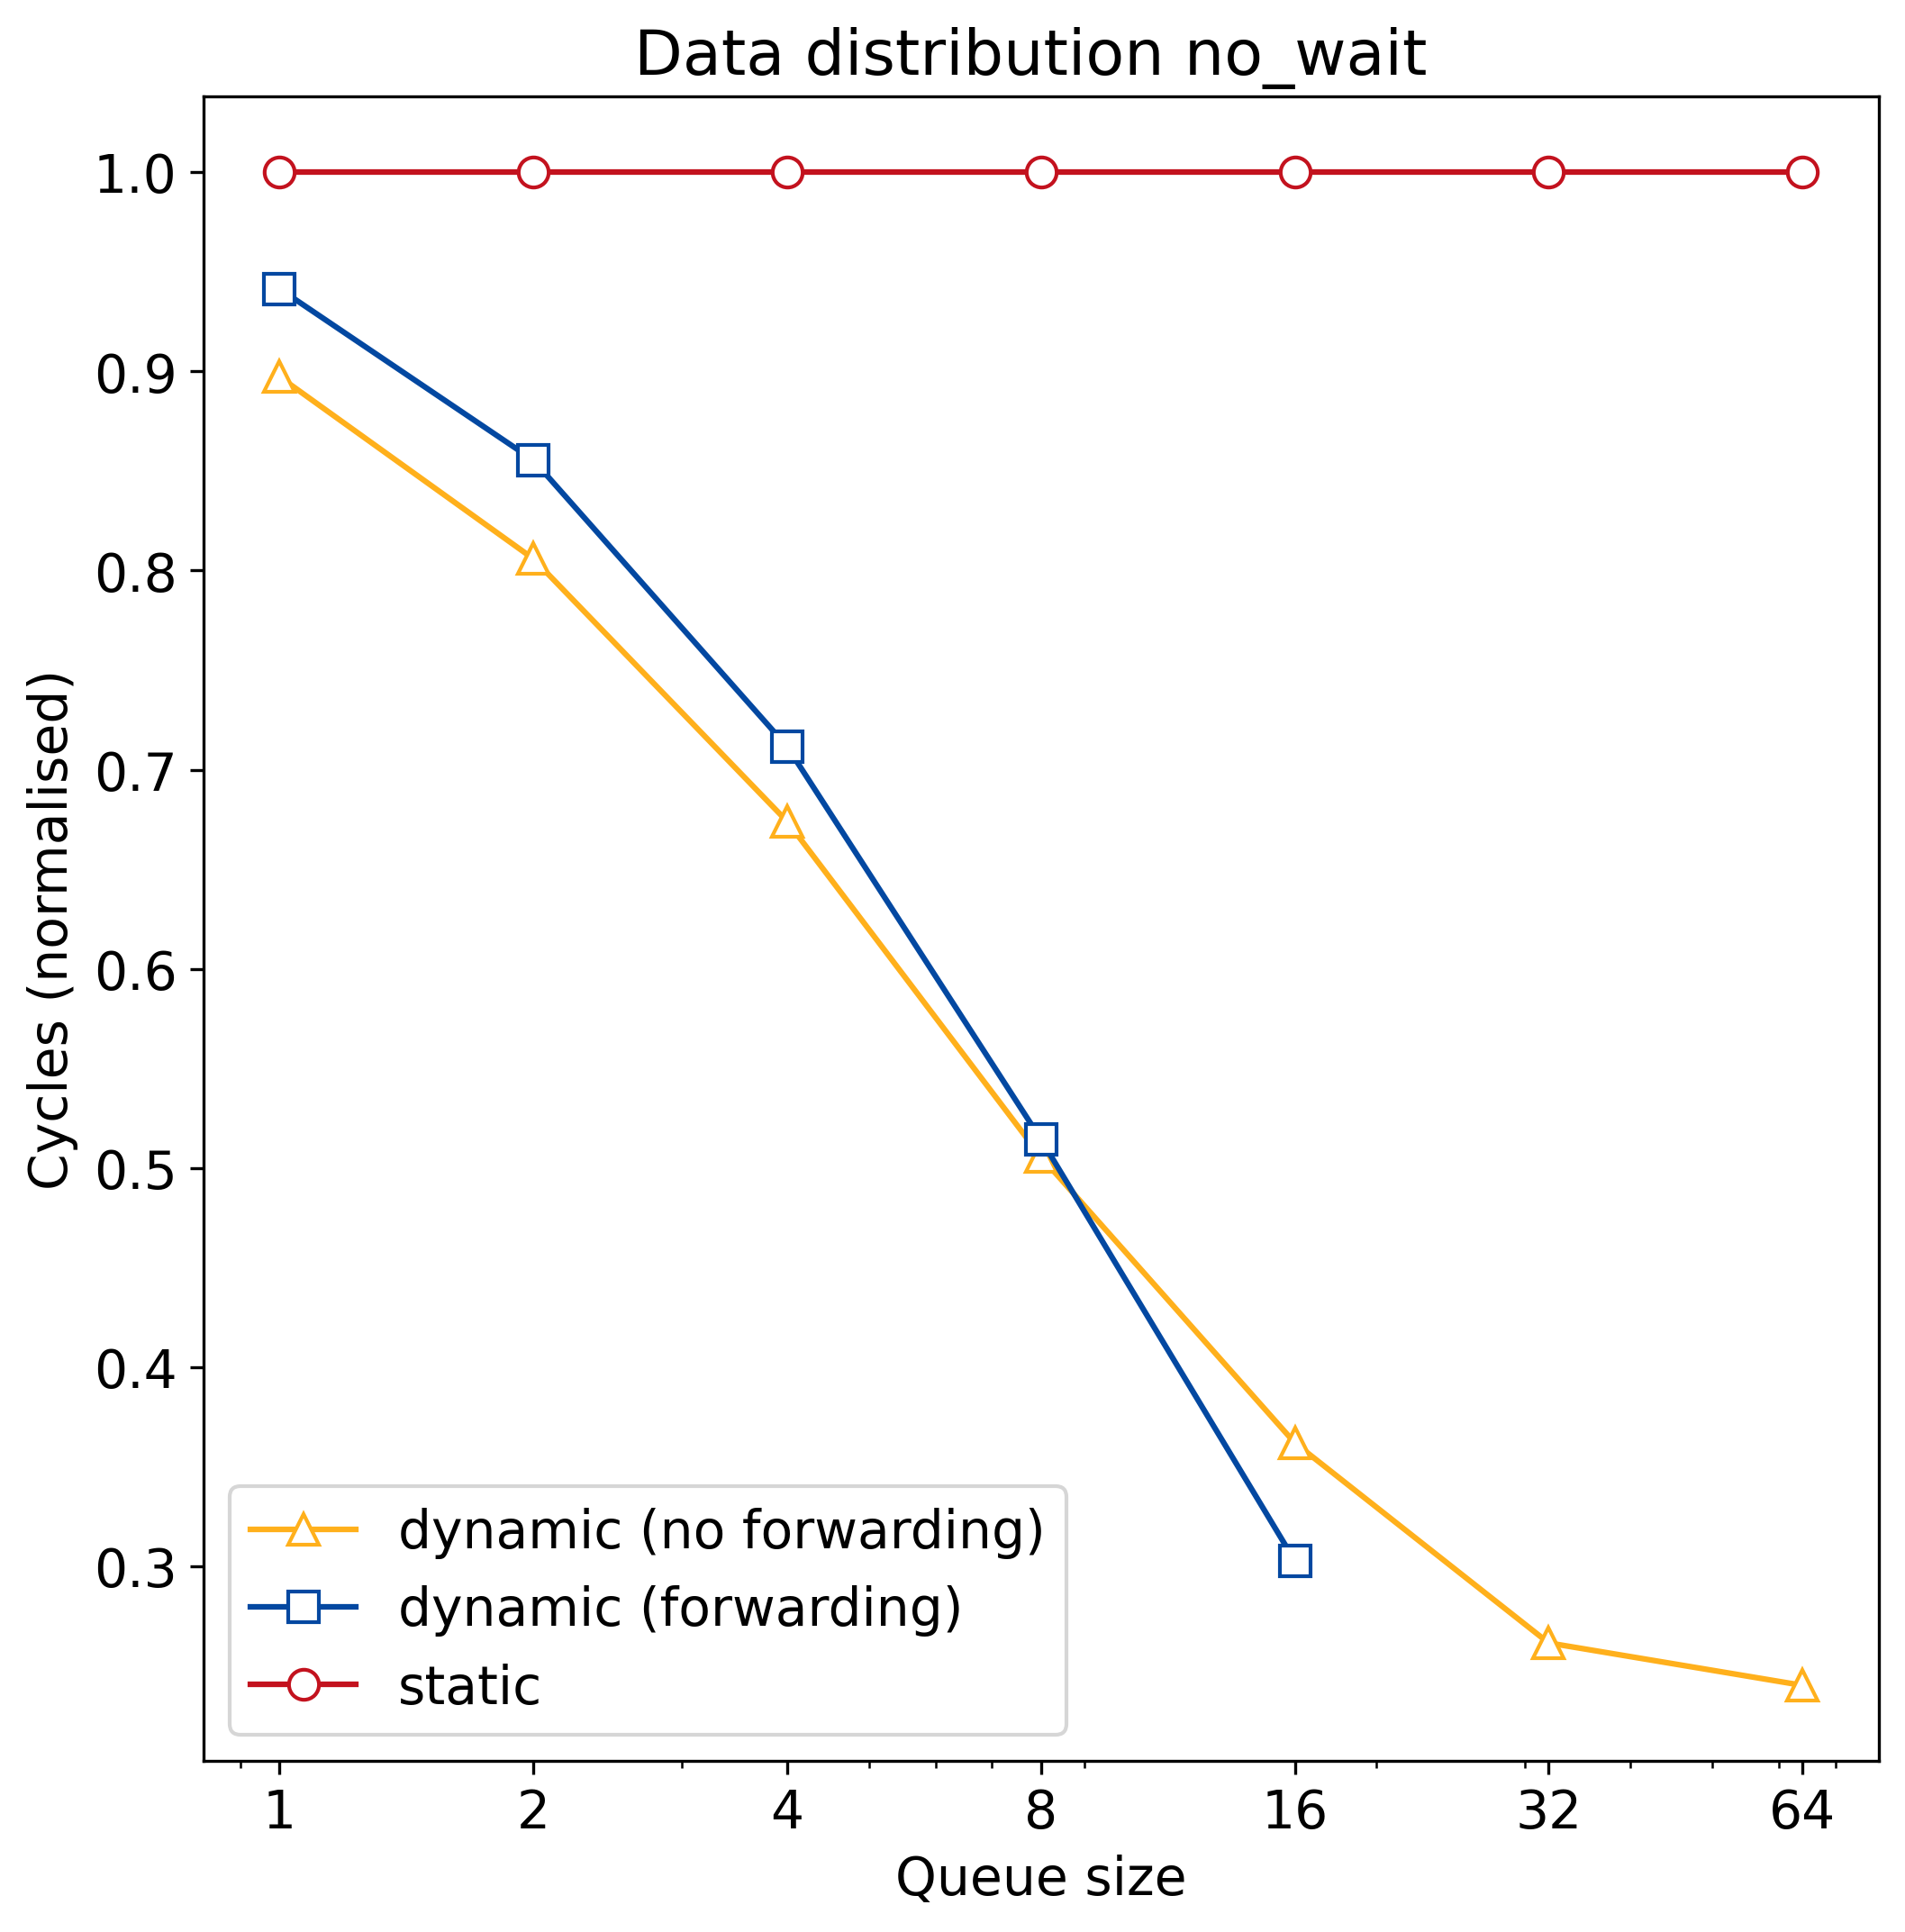 Data distribution no_wait
Cycles (normalised)
1.0
0.9
0.8
0.7
0.6
0.5
0.4
0.3
dynamic (no forwarding)
dynamic (forwarding)
static
1 2 4 8 16 32 64
Queue size